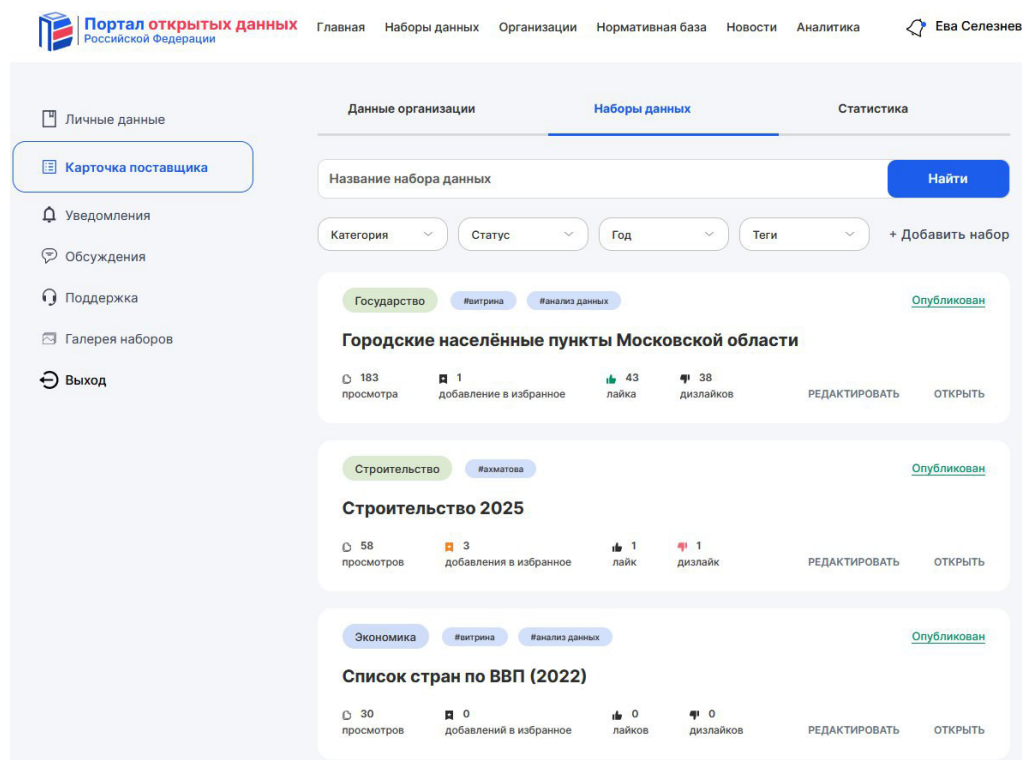 Портал открытых данных
Российской Федерации
Главная Наборы данных Организации Нормативная база Новости Аналитика
Ева Селезнев
Личные данные
Карточка поставщика
Уведомления
Обсуждения
Поддержка
Галерея наборов
Выход
Данные организации Наборы данных Статистика
Название набора данных Найти
Категория Статус Год Теги + Добавить набор
Государство #витрина #анализ данных Опубликован
Городские населённые пункты Московской области
183 1 43 38
просмотра добавление в избранное лайка дизлайков РЕДАКТИРОВАТЬ ОТКРЫТЬ
Строительство #ахматова Опубликован
Строительство 2025
58 3 1 1
просмотров добавления в избранное лайк дизлайк РЕДАКТИРОВАТЬ ОТКРЫТЬ
Экономика #витрина #анализ данных Опубликован
Список стран по ВВП (2022)
30 0 0 0
просмотров добавлений в избранное лайков дизлайков РЕДАКТИРОВАТЬ ОТКРЫТЬ